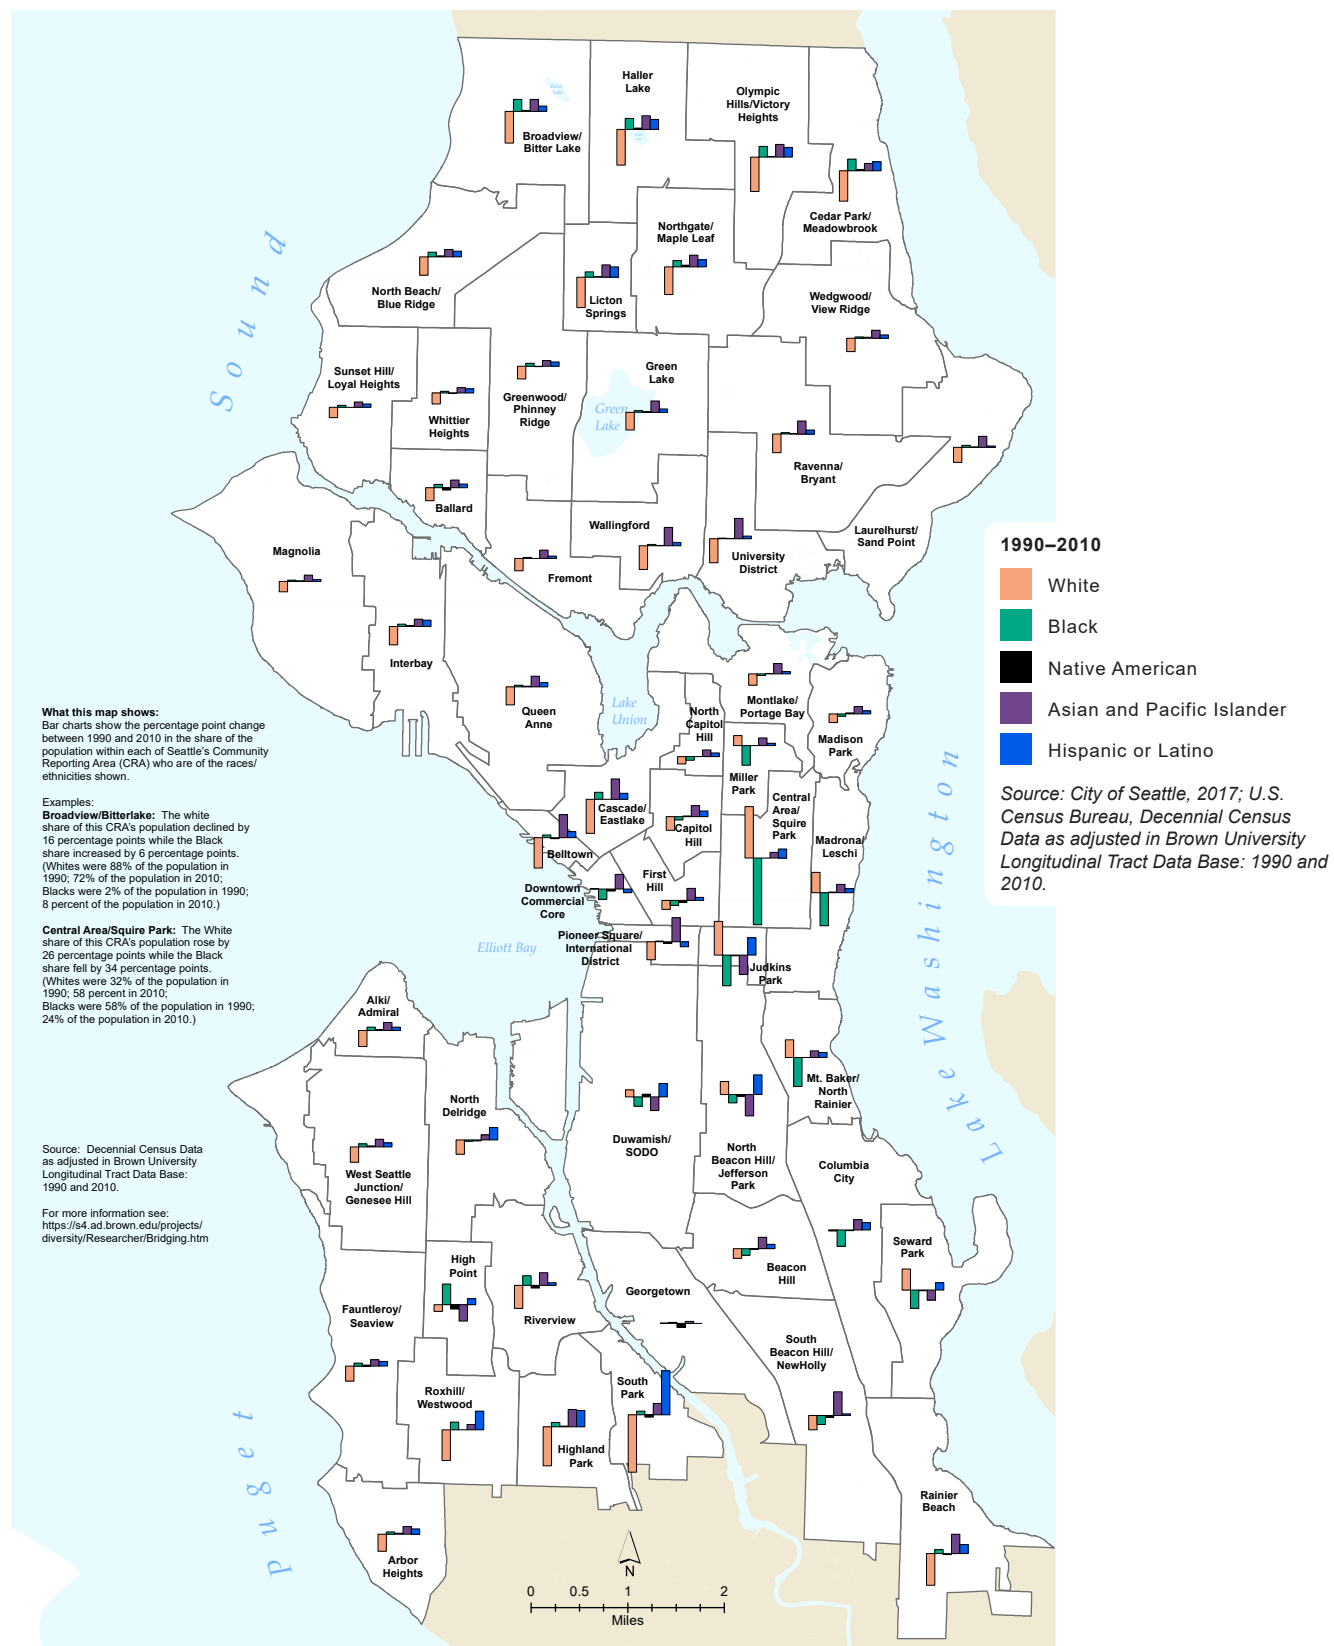 Haller
Lake
Olympic
Hills/Victory
Heights
Bitter
Lake
Broadview/
Bitter Lake
Cedar Park/
Meadowbrook
Northgate/
Maple Leaf
North Beach/
Blue Ridge
Licton
Springs
Wedgwood/
View Ridge
Sound
Sunset Hill/
Loyal Heights
Whittier
Heights
Greenwood/
Phinney
Ridge
Green
Lake
Green
Lake
Ravenna/
Bryant
Ballard
Wallingford
Laurelhurst/
Sand Point
University
District
Magnolia
Fremont
Interbay
Queen
Anne
Lake
Union
North
Capitol
Hill
Montlake/
Portage Bay
Madison
Park
Miller
Park
Cascade/
Eastlake
Capitol
Hill
Central
Area/
Squire
Park
Madrona/
Leschi
Belltown
First
Hill
Downtown
Commercial
Core
Pioneer Square/
International
District
Elliott Bay
Judkins
Park
Lake Washington
Alki/
Admiral
Mt. Baker/
North
Rainier
North
Delridge
Duwamish/
SODO
North
Beacon Hill/
Jefferson
Park
Columbia
City
West Seattle
Junction/
Genesee Hill
Seward
Park
High
Point
Beacon
Hill
Georgetown
Fauntleroy/
Seaview
Riverview
South
Beacon Hill/
NewHolly
South
Park
Roxhill/
Westwood
Highland
Park
Puget
Rainier
Beach
Arbor
Heights
N
0 0.5 1 2
Miles
What this map shows:
Bar charts show the percentage point change
between 1990 and 2010 in the share of the
population within each of Seattle's Community
Reporting Area (CRA) who are of the races/
ethnicities shown.
Examples:
Broadview/Bitterlake: The white
share of this CRA's population declined by
16 percentage points while the Black
share increased by 6 percentage points.
(Whites were 88% of the population in
1990; 72% of the population in 2010;
Blacks were 2% of the population in 1990;
8 percent of the population in 2010.)
Central Area/Squire Park: The White
share of this CRA's population rose by
26 percentage points while the Black
share fell by 34 percentage points.
(Whites were 32% of the population in
1990; 58 percent in 2010;
Blacks were 58% of the population in 1990;
24% of the population in 2010.)
Source: Decennial Census Data
as adjusted in Brown University
Longitudinal Tract Data Base:
1990 and 2010.
For more information see:
https://s4.ad.brown.edu/projects/
diversity/Researcher/Bridging.htm
1990–2010
White
Black
Native American
Asian and Pacific Islander
Hispanic or Latino
Source: City of Seattle, 2017; U.S.
Census Bureau, Decennial Census
Data as adjusted in Brown University
Longitudinal Tract Data Base: 1990 and
2010.